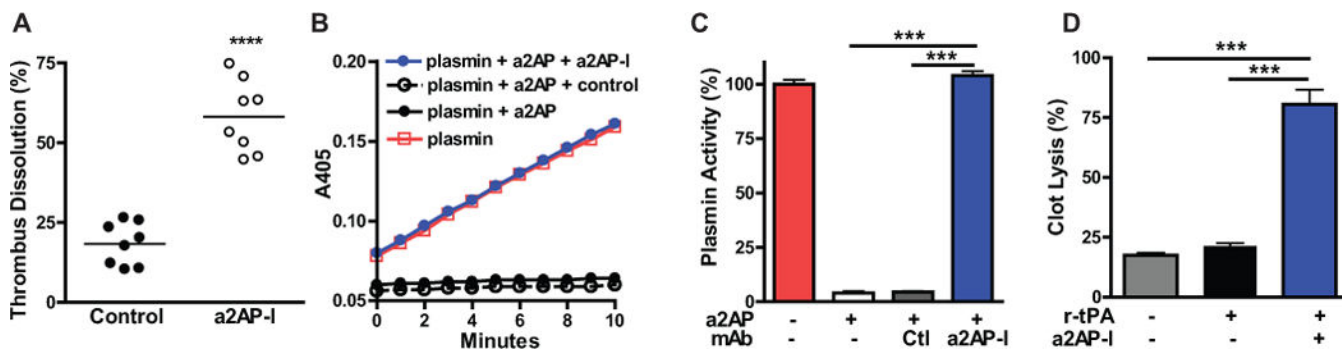 A
Thrombus Dissolution (%)
75
50
25
0
****
Control
a2AP-I
B
A405
0.20
0.15
0.10
0.05
plasmin + a2AP + a2AP-I
plasmin + a2AP + control
plasmin + a2AP
plasmin
0 2 4 6 8 10
Minutes
C
Plasmin Activity (%)
100
75
50
25
0
***
***
a2AP - + + +
mAb - - Ctl a2AP-I
D
Clot Lysis (%)
100
75
50
25
0
***
***
r-tPA - + +
a2AP-I - - +